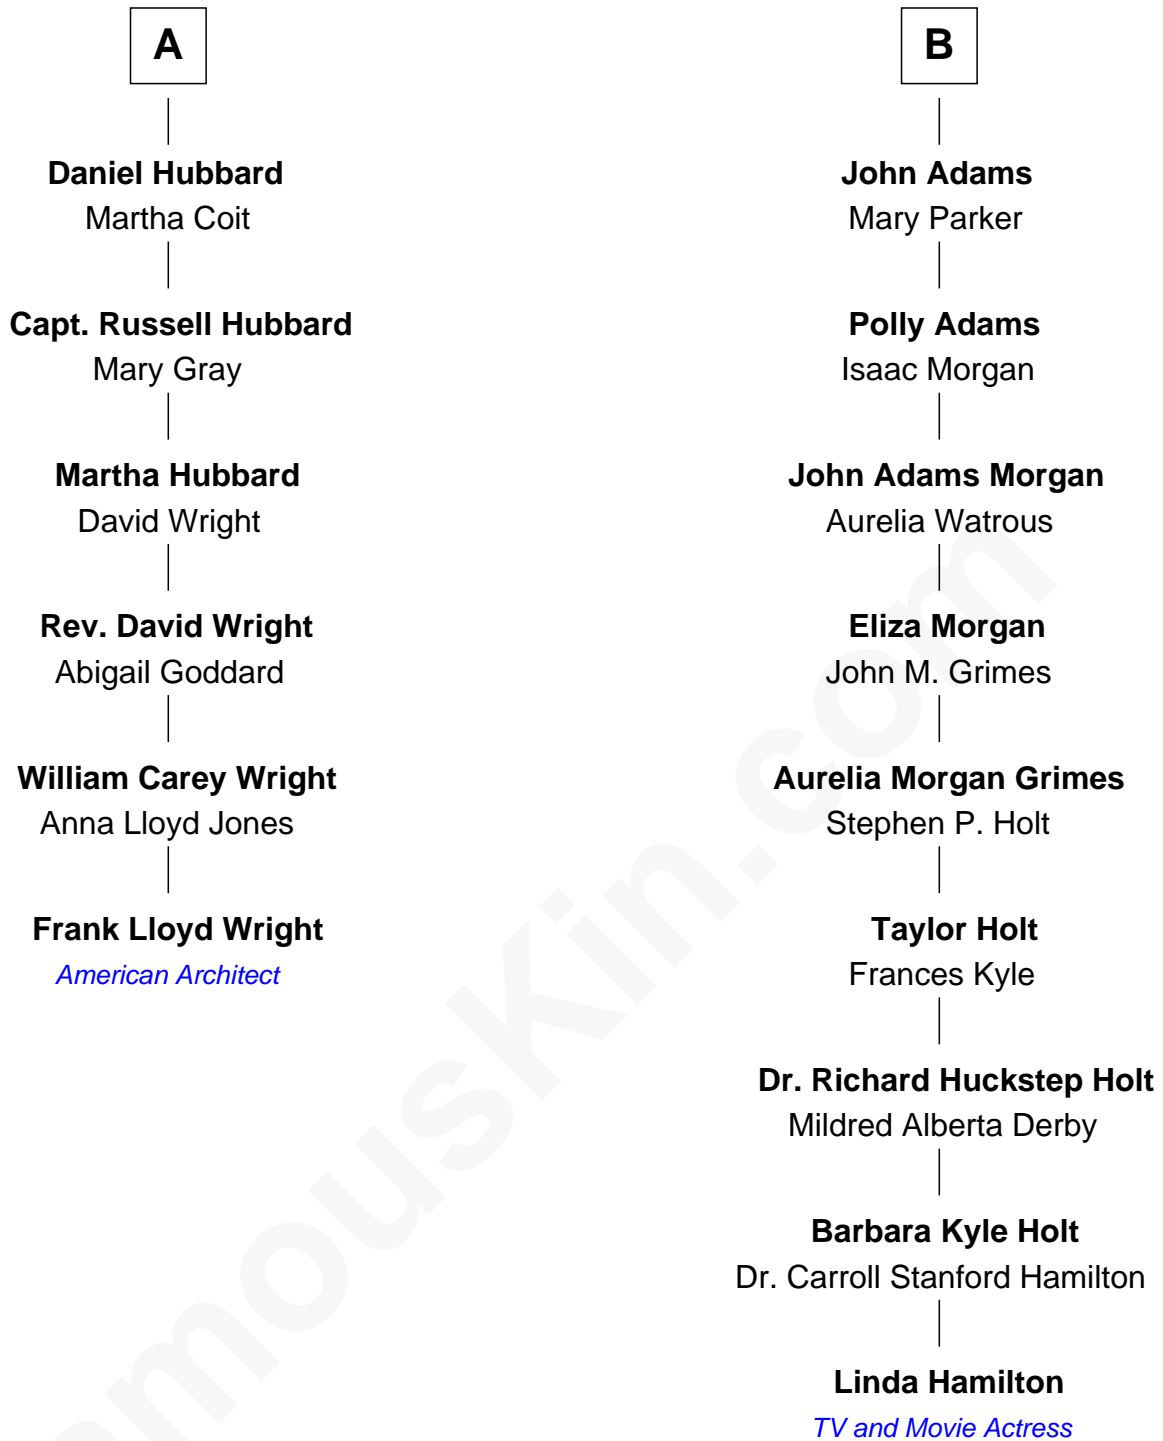 A
Daniel Hubbard
Martha Coit
Capt. Russell Hubbard
Mary Gray
Martha Hubbard
David Wright
Rev. David Wright
Abigail Goddard
William Carey Wright
Anna Lloyd Jones
Frank Lloyd Wright
American Architect
B
John Adams
Mary Parker
Polly Adams
Isaac Morgan
John Adams Morgan
Aurelia Watrous
Eliza Morgan
John M. Grimes
Aurelia Morgan Grimes
Stephen P. Holt
Taylor Holt
Frances Kyle
Dr. Richard Huckstep Holt
Mildred Alberta Derby
Barbara Kyle Holt
Dr. Carroll Stanford Hamilton
Linda Hamilton
TV and Movie Actress
amousKin.com